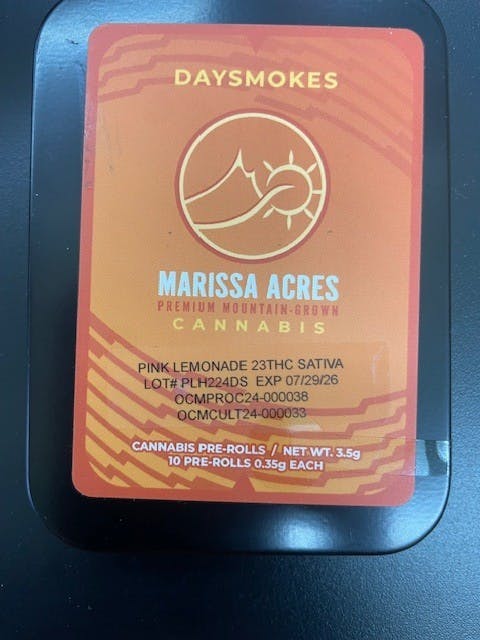 DAYSMOKES
MARISSA ACRES
PREMIUM MOUNTAIN-GROWN
CANNABIS
PINK LEMONADE 23THC SATIVA
LOT# PLH224DS EXP 07/29/26
OCMPROC24-000038
OCMCULT24-000033
CANNABIS PRE-ROLLS / NET WT. 3.5g
10 PRE-ROLLS 0.35g EACH